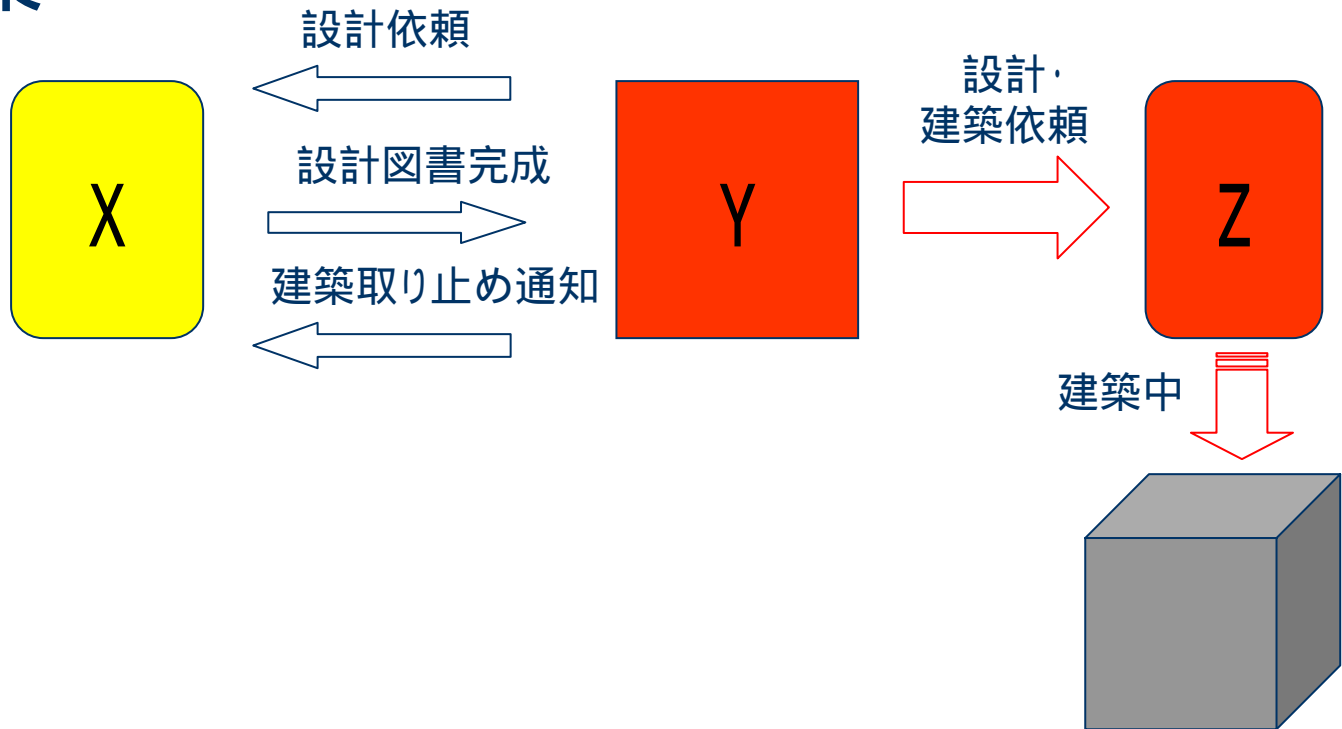 設計依頼
X
設計図書完成
建築取り止め通知
Y
設計・
建築依頼
Z
建築中